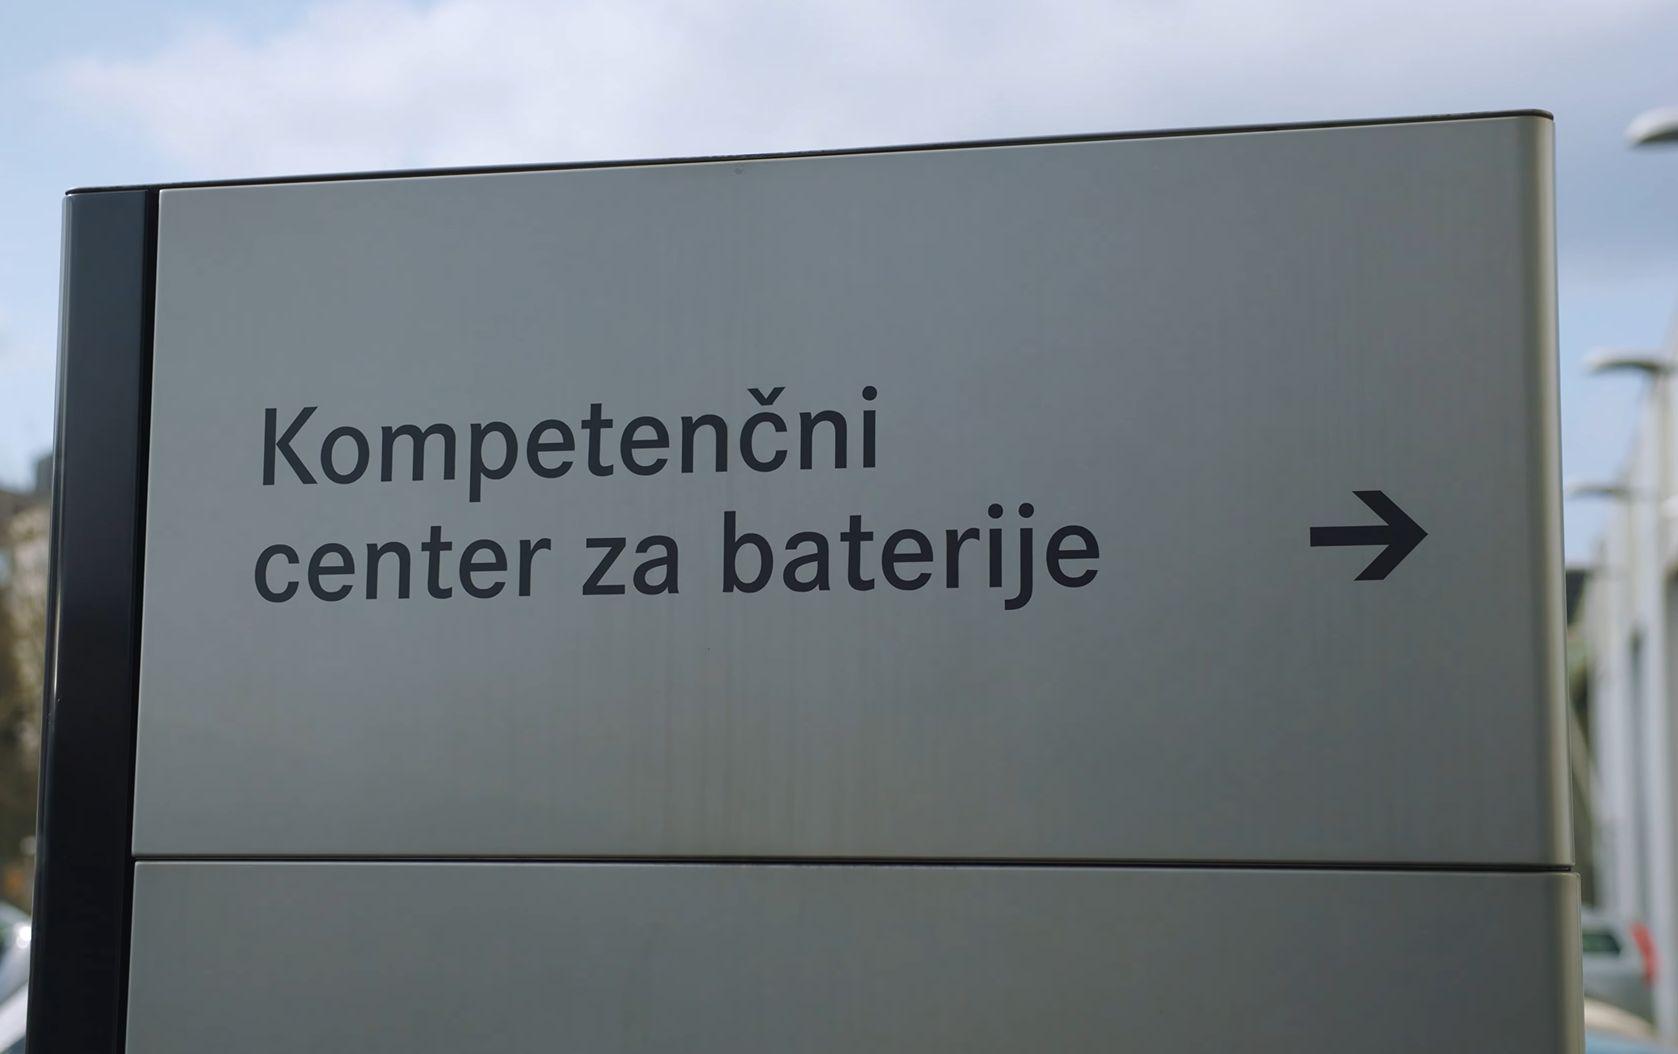 Kompetenčni
center za baterije